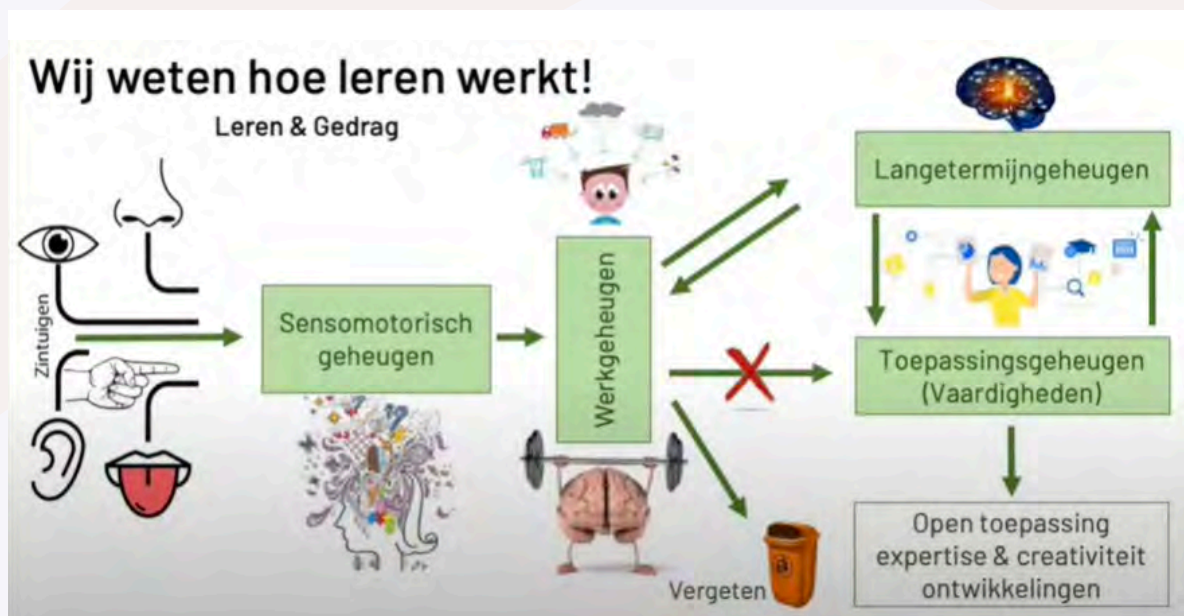 Wij weten hoe leren werkt!
Leren & Gedrag
Zintuigen
Sensomotorisch
geheugen
Werkgeheugen
Vergeten
Langetermijngeheugen
Toepassingsgeheugen
(Vaardigheden)
Open toepassing
expertise & creativiteit
ontwikkelingen